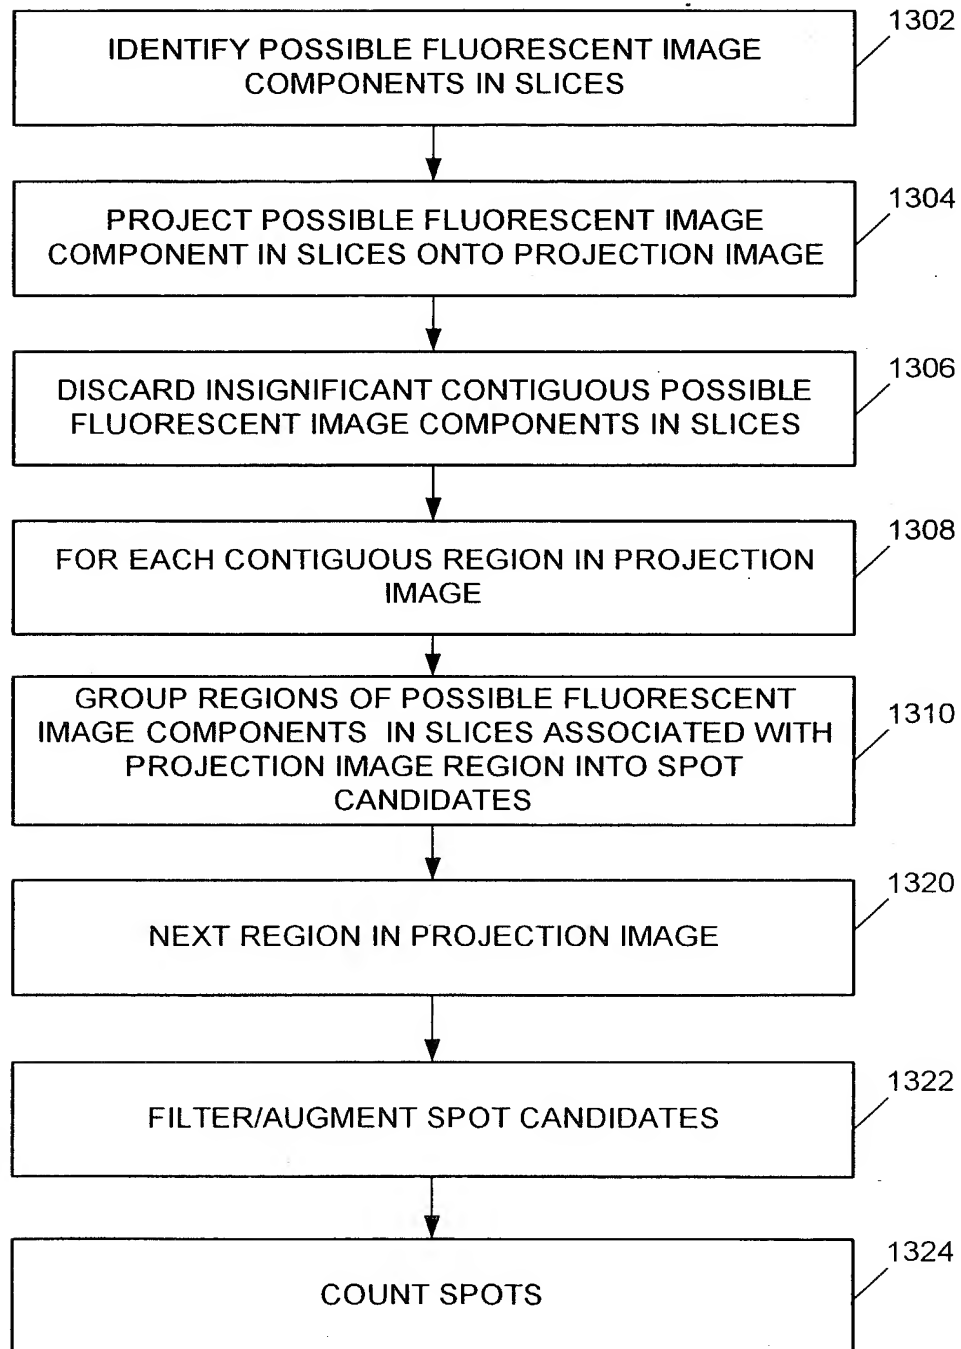 1302
IDENTIFY POSSIBLE FLUORESCENT IMAGE
COMPONENTS IN SLICES
1304
PROJECT POSSIBLE FLUORESCENT IMAGE
COMPONENT IN SLICES ONTO PROJECTION IMAGE
1306
DISCARD INSIGNIFICANT CONTIGUOUS POSSIBLE
FLUORESCENT IMAGE COMPONENTS IN SLICES
1308
FOR EACH CONTIGUOUS REGION IN PROJECTION
IMAGE
1310
GROUP REGIONS OF POSSIBLE FLUORESCENT
IMAGE COMPONENTS IN SLICES ASSOCIATED WITH
PROJECTION IMAGE REGION INTO SPOT
CANDIDATES
1320
NEXT REGION IN PROJECTION IMAGE
1322
FILTER/AUGMENT SPOT CANDIDATES
1324
COUNT SPOTS